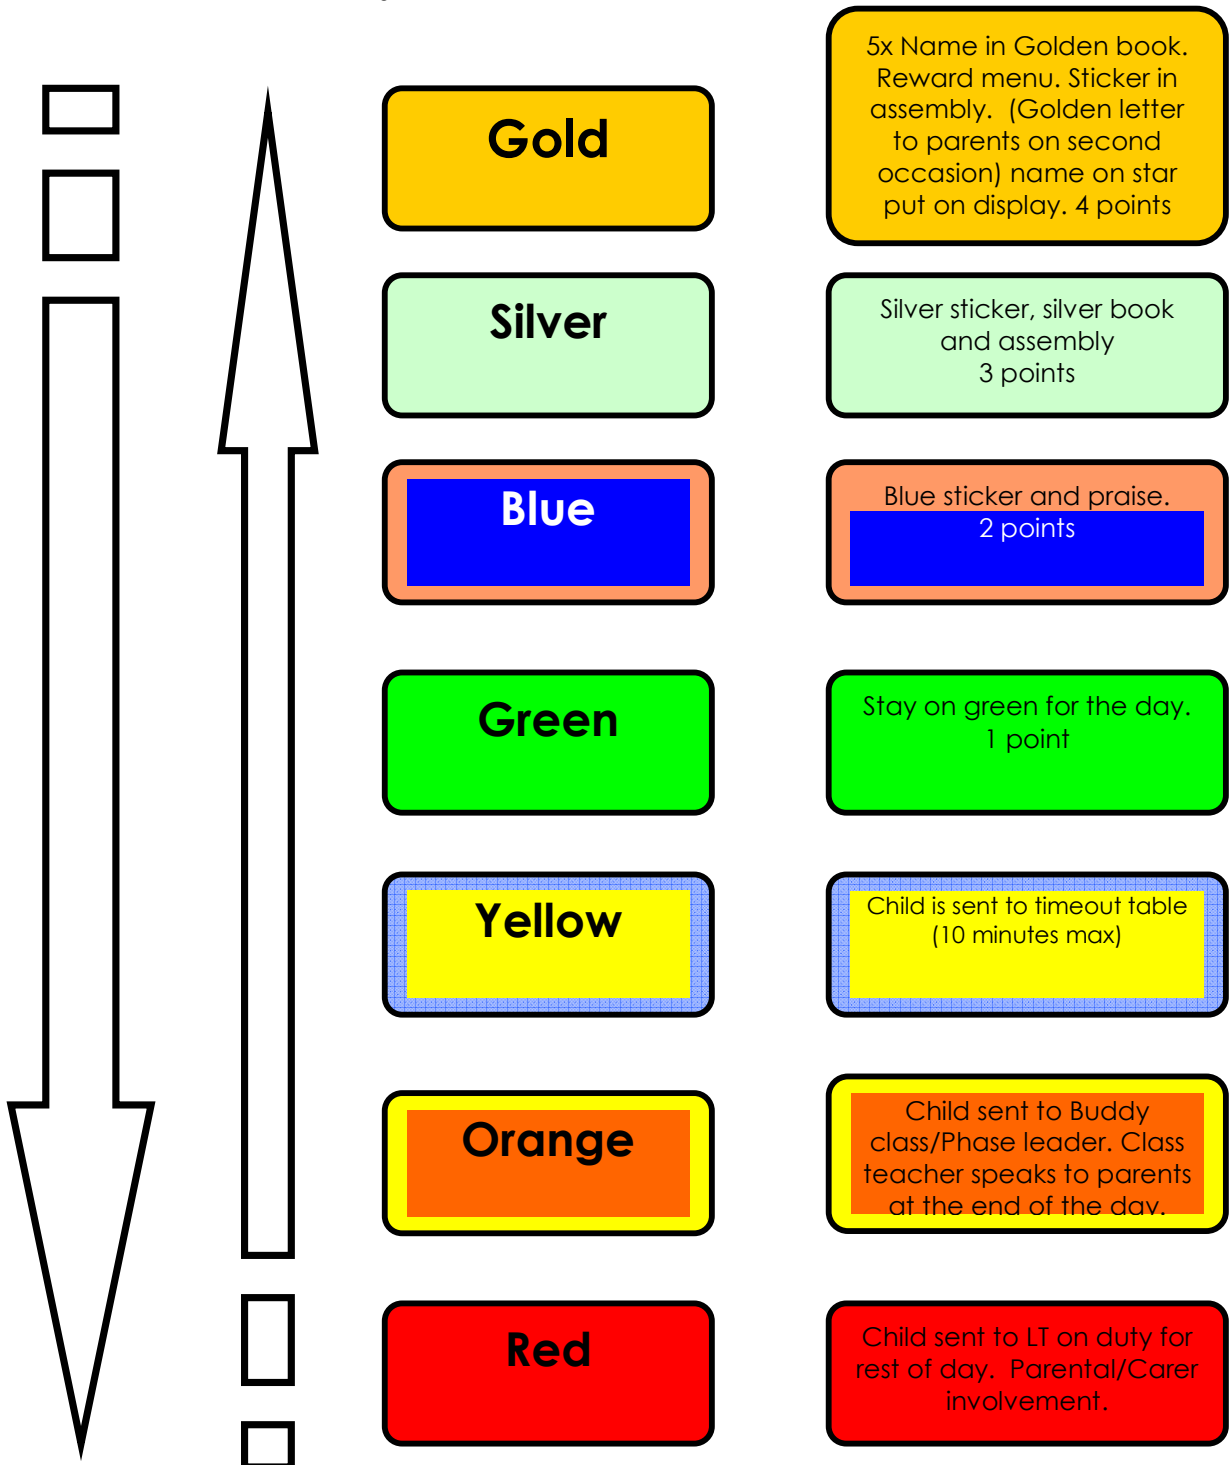 Gold
5x Name in Golden book.
Reward menu. Sticker in
assembly.  (Golden letter
to parents on second
occasion) name on star
put on display. 4 points
Silver
Silver sticker, silver book
and assembly
3 points
Blue
Blue sticker and praise.
2 points
Green
Stay on green for the day.
1 point
Yellow
Child is sent to timeout table
(10 minutes max)
Orange
Child sent to Buddy
class/Phase leader. Class
teacher speaks to parents
at the end of the day.
Red
Child sent to LT on duty for
rest of day.  Parental/Carer
involvement.